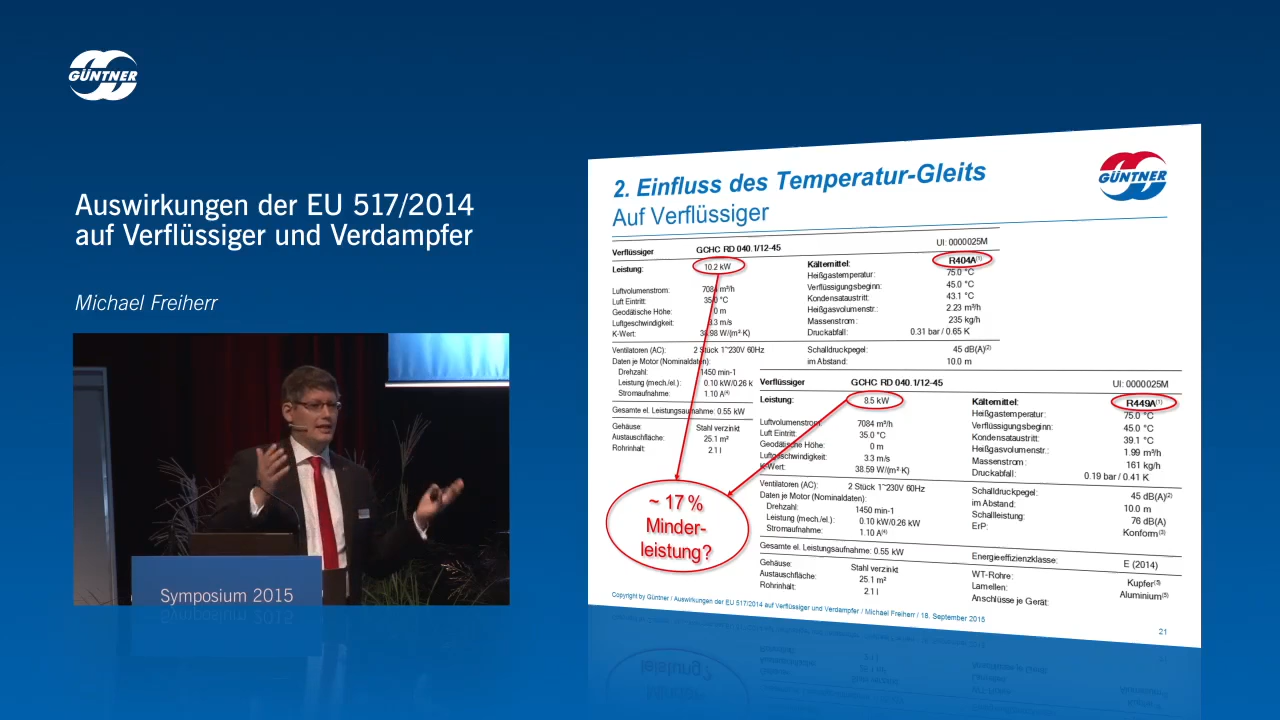 GÜNTNER
Auswirkungen der EU 517/2014
auf Verflüssiger und Verdampfer
Michael Freiherr
Symposium 2015
2. Einfluss des Temperatur-Gleits
Auf Verflüssiger
GÜNTNER
Verflüssiger GCHC RD 040.1/12-45 UI: 0000025M
Leistung: 10.2 kW Kältemittel: R404A(1)
Heißgastemperatur: 75.0 °C
Luftvolumenstrom: 7084 m³/h Verflüssigungsbeginn: 45.0 °C
Luft Eintritt: 35.0 °C Kondensataustritt: 43.1 °C
Geodätische Höhe: 0 m Heißgasvolumenstr.: 2.23 m³/h
Luftgeschwindigkeit: 3.3 m/s Massenstrom: 235 kg/h
K-Wert: 38.98 W/(m² K) Druckabfall: 0.31 bar / 0.65 K
Ventilatoren (AC): 2 Stück 1~230V 60Hz Schalldruckpegel: 45 dB(A)(2)
Daten je Motor (Nominaldaten): im Abstand: 10.0 m
Drehzahl: 1450 min-1
Leistung (mech./el.): 0.10 kW/0.26 k
Stromaufnahme: 1.10 A(4)
Gesamte el. Leistungsaufnahme: 0.55 kW
Gehäuse: Stahl verzinkt
Austauschfläche: 25.1 m²
Rohrinhalt: 2.1 l
Verflüssiger GCHC RD 040.1/12-45 UI: 0000025M
Leistung: 8.5 kW Kältemittel: R449A(1)
Heißgastemperatur: 75.0 °C
Luftvolumenstrom: 7084 m³/h Verflüssigungsbeginn: 45.0 °C
Luft Eintritt: 35.0 °C Kondensataustritt: 39.1 °C
Geodätische Höhe: 0 m Heißgasvolumenstr.: 1.99 m³/h
Luftgeschwindigkeit: 3.3 m/s Massenstrom: 161 kg/h
K-Wert: 38.59 W/(m² K) Druckabfall: 0.19 bar / 0.41 K
Ventilatoren (AC): 2 Stück 1~230V 60Hz Schalldruckpegel: 45 dB(A)(2)
Daten je Motor (Nominaldaten): im Abstand: 10.0 m
Drehzahl: 1450 min-1 Schallleistung: 76 dB(A)
Leistung (mech./el.): 0.10 kW/0.26 kW ErP: Konform(3)
Stromaufnahme: 1.10 A(4)
Gesamte el. Leistungsaufnahme: 0.55 kW Energieeffizienzklasse: E (2014)
Gehäuse: Stahl verzinkt WT-Rohre: Kupfer(3)
Austauschfläche: 25.1 m² Lamellen: Aluminium(5)
Rohrinhalt: 2.1 l Anschlüsse je Gerät:
~ 17 %
Minder-
leistung?
Copyright by Güntner / Auswirkungen der EU 517/2014 auf Verflüssiger und Verdampfer / Michael Freiherr / 18. September 2015
21